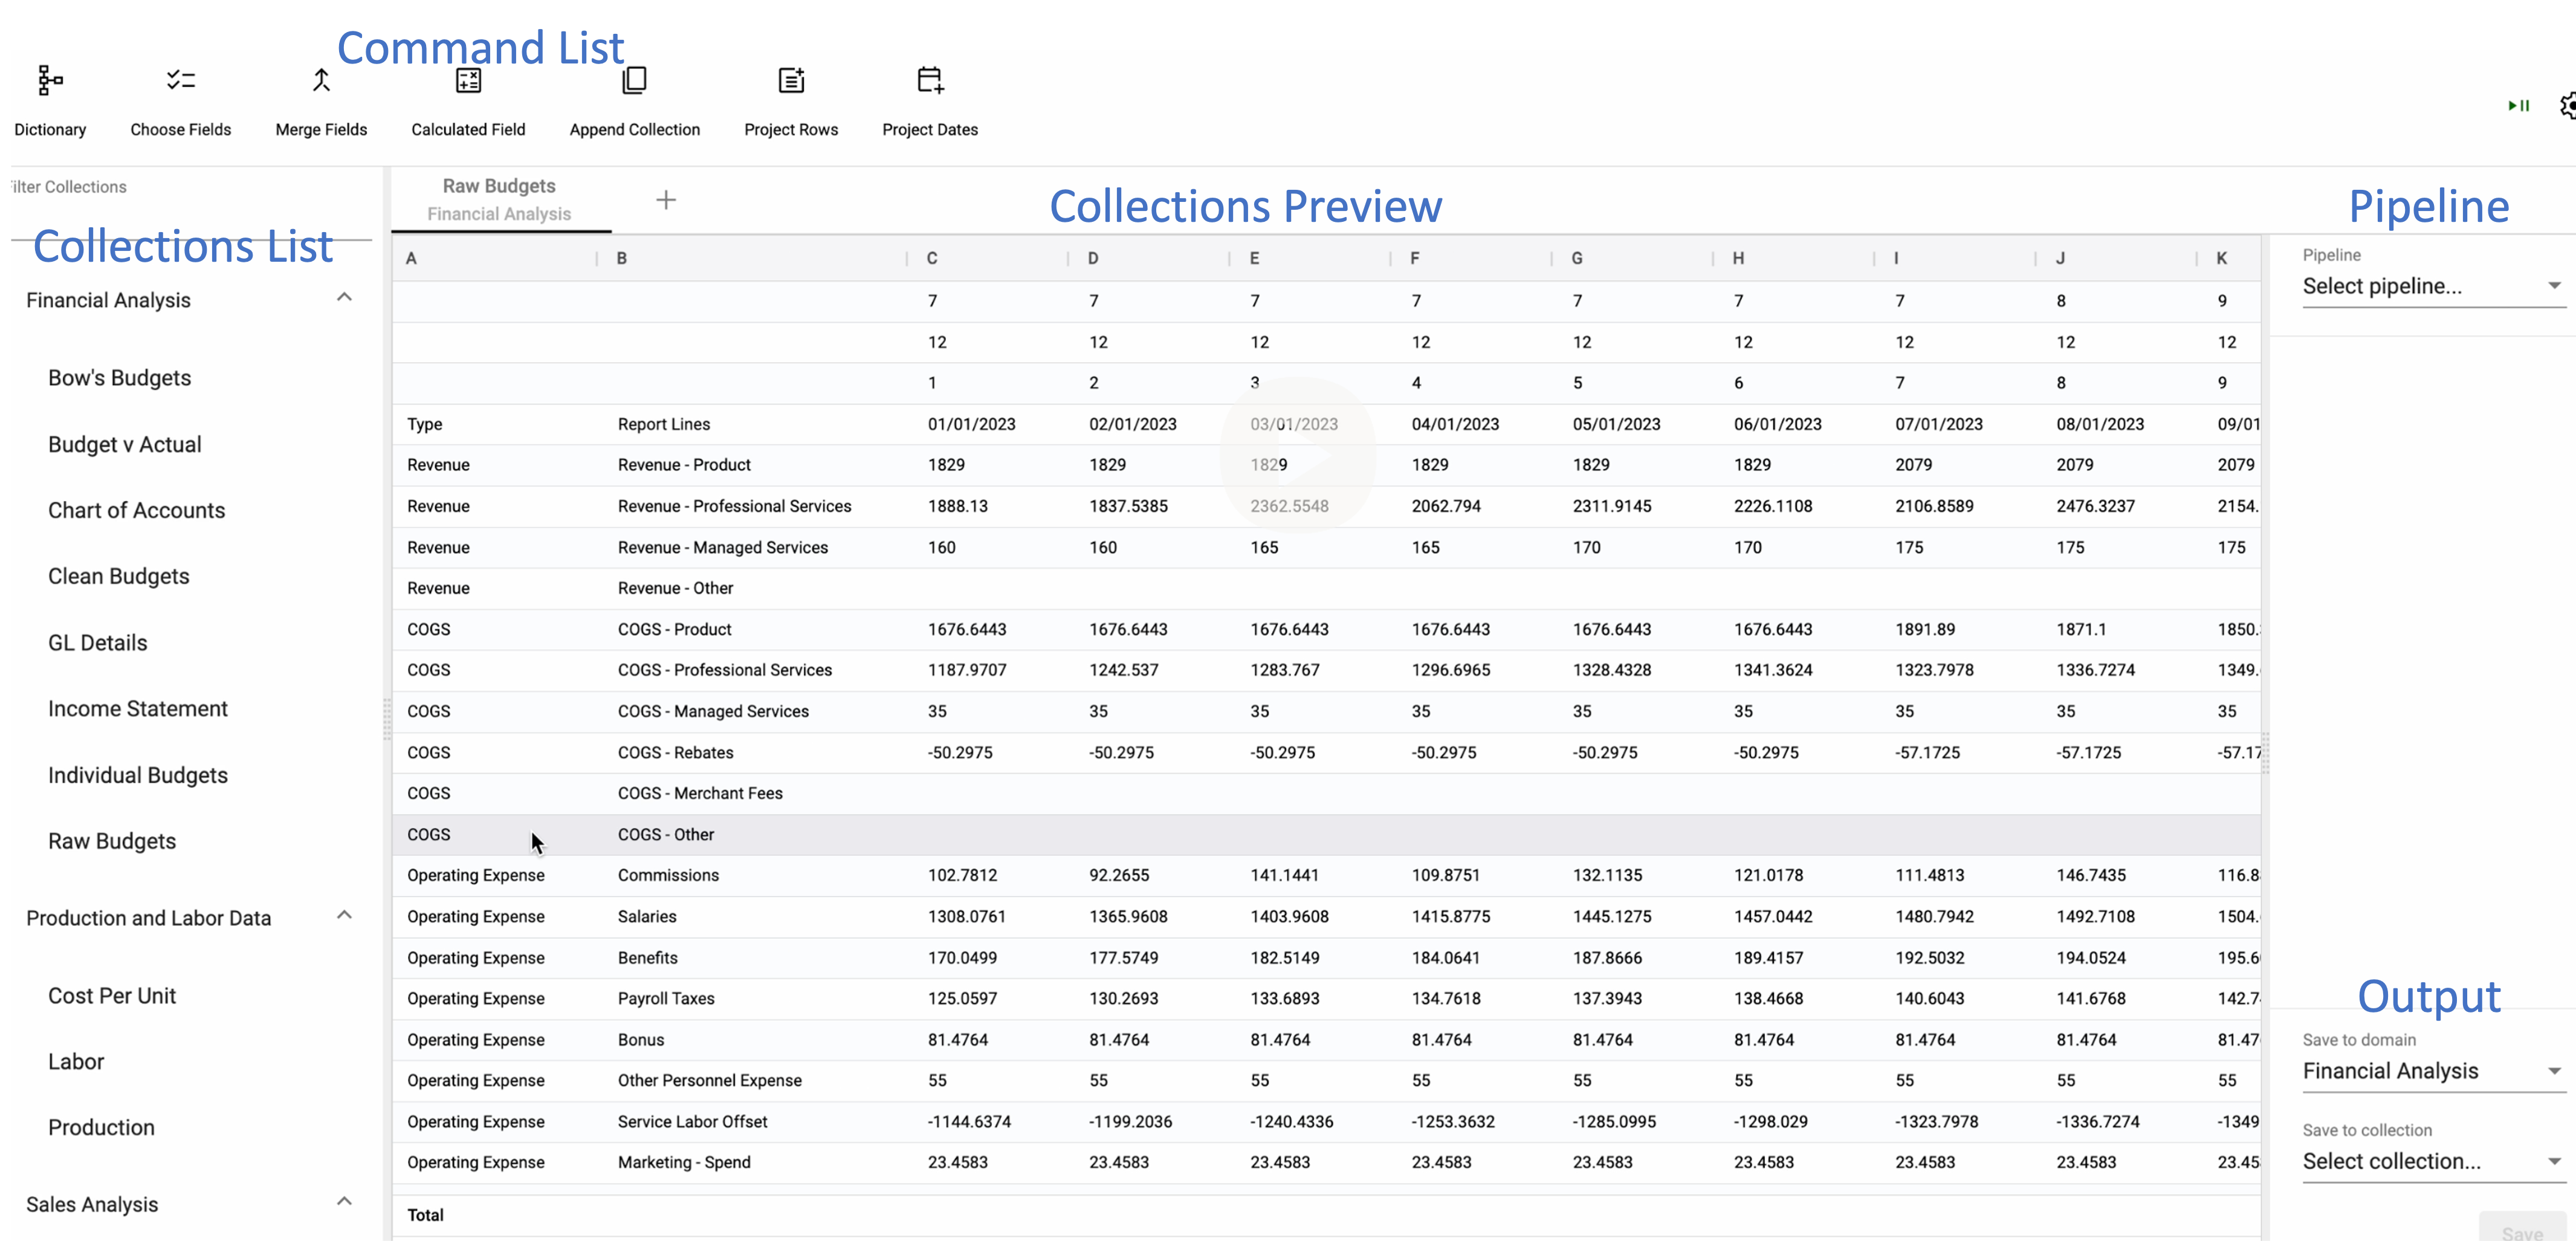 Command List
Dictionary Choose Fields Merge Fields Calculated Field Append Collection Project Rows Project Dates
ilter Collections
Collections List
Financial Analysis
Bow's Budgets
Budget v Actual
Chart of Accounts
Clean Budgets
GL Details
Income Statement
Individual Budgets
Raw Budgets
Production and Labor Data
Cost Per Unit
Labor
Production
Sales Analysis
Raw Budgets
Financial Analysis
Collections Preview
A B C D E F G H I J K
7 7 7 7 7 7 7 8 9
12 12 12 12 12 12 12 12 12
1 2 3 4 5 6 7 8 9
Type Report Lines 01/01/2023 02/01/2023 03/01/2023 04/01/2023 05/01/2023 06/01/2023 07/01/2023 08/01/2023 09/01
Revenue Revenue - Product 1829 1829 1829 1829 1829 1829 2079 2079 2079
Revenue Revenue - Professional Services 1888.13 1837.5385 2362.5548 2062.794 2311.9145 2226.1108 2106.8589 2476.3237 2154.
Revenue Revenue - Managed Services 160 160 165 165 170 170 175 175 175
Revenue Revenue - Other
COGS COGS - Product 1676.6443 1676.6443 1676.6443 1676.6443 1676.6443 1676.6443 1891.89 1871.1 1850.
COGS COGS - Professional Services 1187.9707 1242.537 1283.767 1296.6965 1328.4328 1341.3624 1323.7978 1336.7274 1349.
COGS COGS - Managed Services 35 35 35 35 35 35 35 35 35
COGS COGS - Rebates -50.2975 -50.2975 -50.2975 -50.2975 -50.2975 -50.2975 -57.1725 -57.1725 -57.17
COGS COGS - Merchant Fees
COGS COGS - Other
Operating Expense Commissions 102.7812 92.2655 141.1441 109.8751 132.1135 121.0178 111.4813 146.7435 116.8
Operating Expense Salaries 1308.0761 1365.9608 1403.9608 1415.8775 1445.1275 1457.0442 1480.7942 1492.7108 1504.
Operating Expense Benefits 170.0499 177.5749 182.5149 184.0641 187.8666 189.4157 192.5032 194.0524 195.6
Operating Expense Payroll Taxes 125.0597 130.2693 133.6893 134.7618 137.3943 138.4668 140.6043 141.6768 142.7
Operating Expense Bonus 81.4764 81.4764 81.4764 81.4764 81.4764 81.4764 81.4764 81.4764 81.47
Operating Expense Other Personnel Expense 55 55 55 55 55 55 55 55 55
Operating Expense Service Labor Offset -1144.6374 -1199.2036 -1240.4336 -1253.3632 -1285.0995 -1298.029 -1323.7978 -1336.7274 -1349
Operating Expense Marketing - Spend 23.4583 23.4583 23.4583 23.4583 23.4583 23.4583 23.4583 23.4583 23.45
Total
Pipeline
Pipeline
Select pipeline...
Output
Save to domain
Financial Analysis
Save to collection
Select collection...
Save